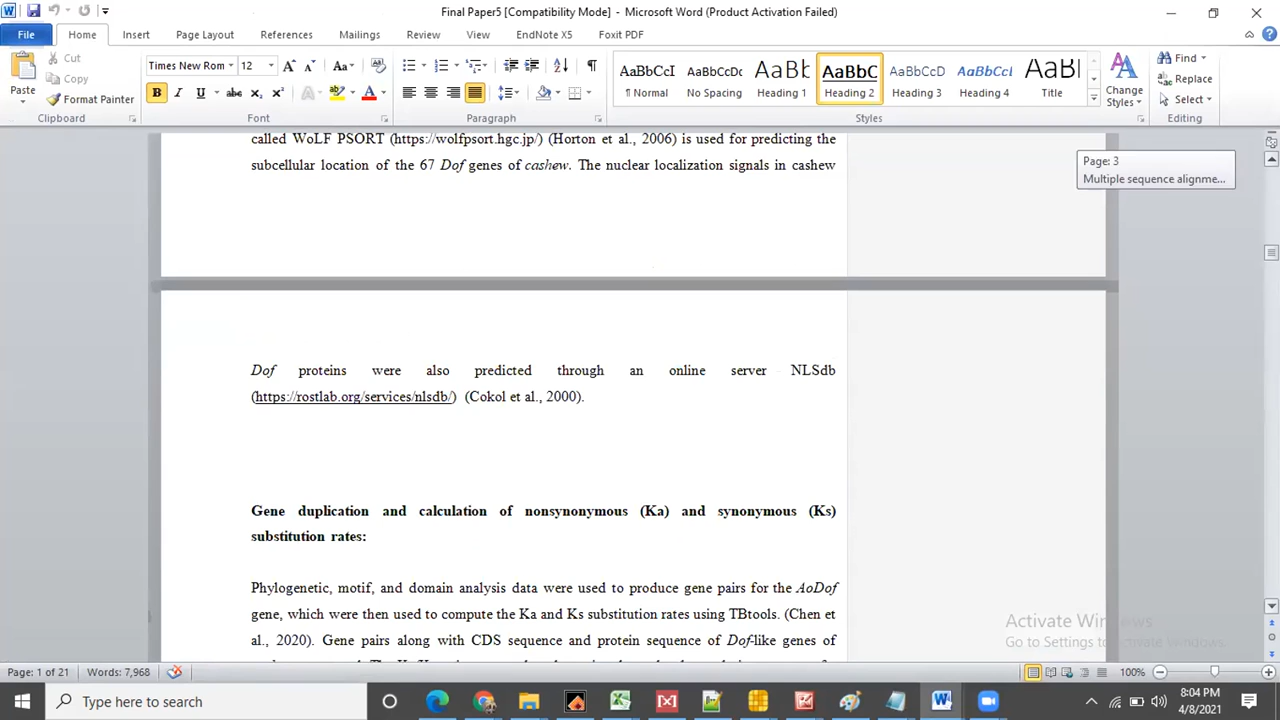 Final Paper5 [Compatibility Mode] - Microsoft Word (Product Activation Failed)
File Home Insert Page Layout References Mailings Review View EndNote X5 Foxit PDF
Paste
Cut
Copy
Format Painter
Clipboard
Times New Rom 12
Font
Paragraph
AaBbCcI AaBbCcDc AaBb AaBbC AaBbCcD AaBbCcI AaBb
¶ Normal No Spacing Heading 1 Heading 2 Heading 3 Heading 4 Title
Change Styles
Styles
Find
Replace
Select
Editing
called WoLF PSORT (https://wolfpsort.hgc.jp/) (Horton et al., 2006) is used for predicting the
subcellular location of the 67 Dof genes of cashew. The nuclear localization signals in cashew
Page: 3
Multiple sequence alignme...
Dof proteins were also predicted through an online server NLSdb
(https://rostlab.org/services/nlsdb/) (Cokol et al., 2000).
Gene duplication and calculation of nonsynonymous (Ka) and synonymous (Ks)
substitution rates:
Phylogenetic, motif, and domain analysis data were used to produce gene pairs for the AoDof
gene, which were then used to compute the Ka and Ks substitution rates using TBtools. (Chen et
al., 2020). Gene pairs along with CDS sequence and protein sequence of Dof-like genes of
Activate Windows
Go to Settings to activate Windows.
Page: 1 of 21 Words: 7,968 100%
Type here to search
8:04 PM
4/8/2021